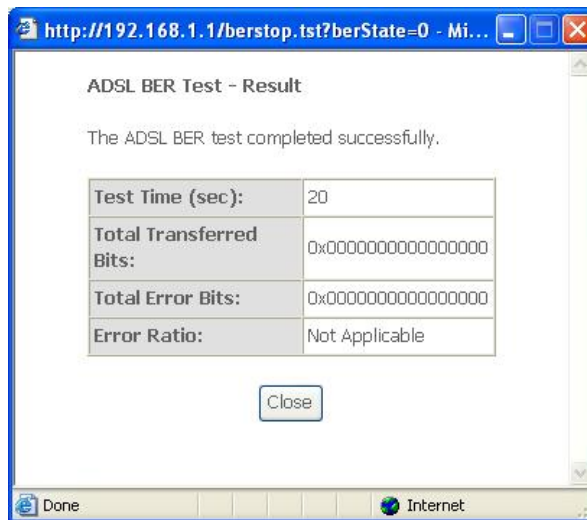 http://192.168.1.1/berstop.tst?berState=0 - Mi...
ADSL BER Test - Result
The ADSL BER test completed successfully.
Test Time (sec): 20
Total Transferred
Bits: 0x0000000000000000
Total Error Bits: 0x0000000000000000
Error Ratio: Not Applicable
Close
Done Internet